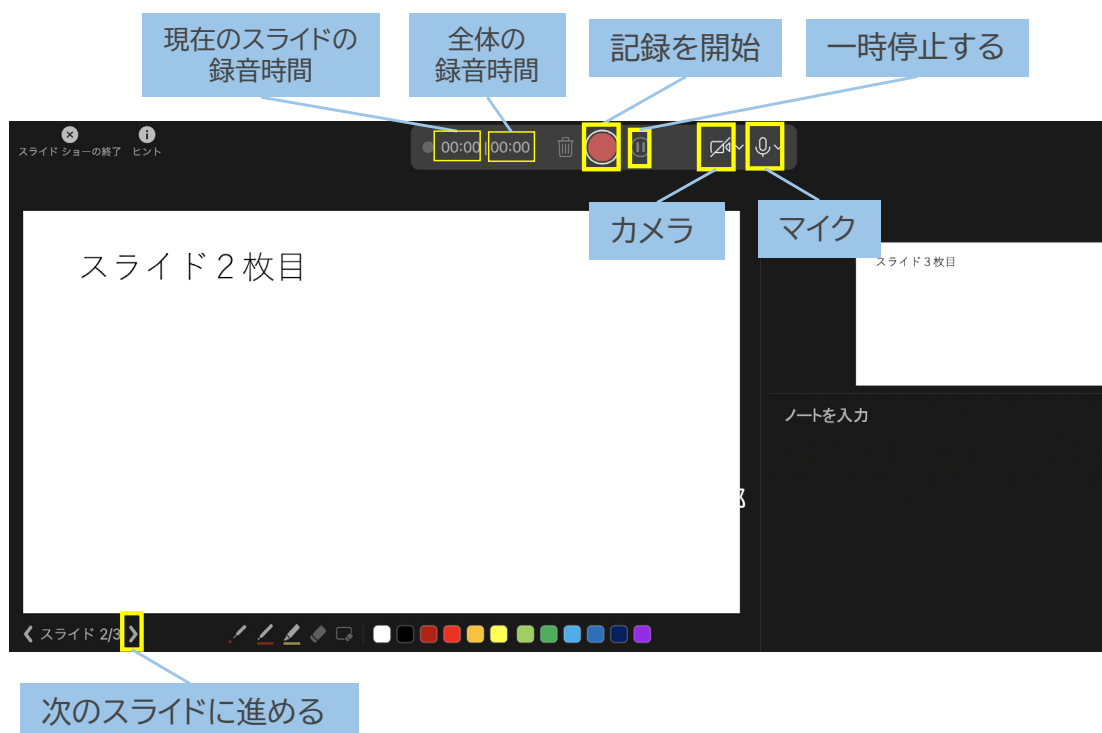 現在のスライドの
録音時間
全体の
録音時間
記録を開始
一時停止する
スライド ショーの終了
ヒント
00:00
00:00
カメラ
マイク
スライド２枚目
スライド３枚目
ノートを入力
スライド 2/3
次のスライドに進める